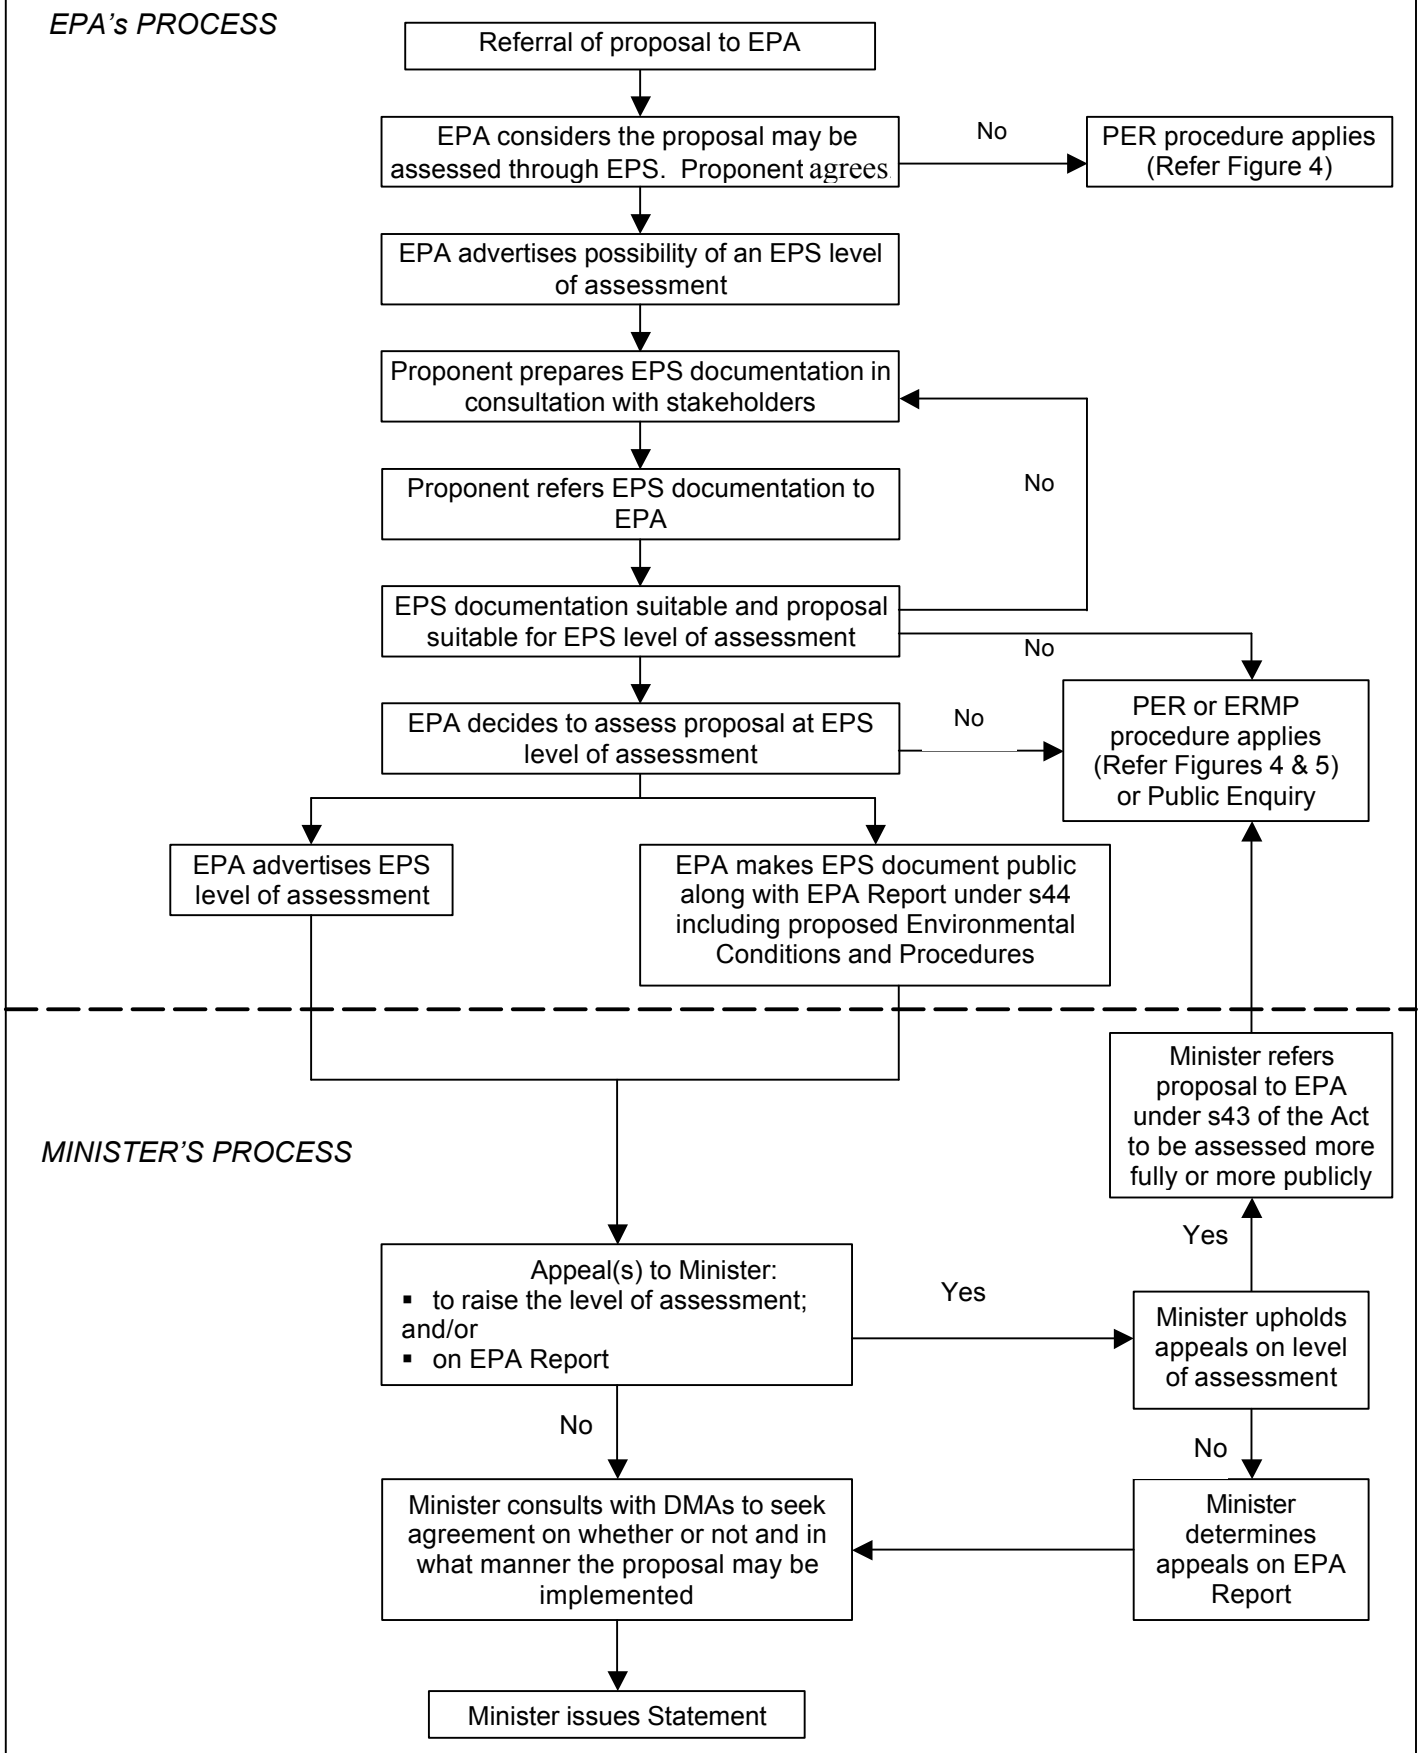 EPA's PROCESS
Referral of proposal to EPA
EPA considers the proposal may be
assessed through EPS.  Proponent agrees.
No
PER procedure applies
(Refer Figure 4)
EPA advertises possibility of an EPS level
of assessment
Proponent prepares EPS documentation in
consultation with stakeholders
No
Proponent refers EPS documentation to
EPA
EPS documentation suitable and proposal
suitable for EPS level of assessment
No
EPA decides to assess proposal at EPS
level of assessment
No
PER or ERMP
procedure applies
(Refer Figures 4 & 5)
or Public Enquiry
EPA advertises EPS
level of assessment
EPA makes EPS document public
along with EPA Report under s44
including proposed Environmental
Conditions and Procedures
MINISTER'S PROCESS
Minister refers
proposal to EPA
under s43 of the Act
to be assessed more
fully or more publicly
Yes
Appeal(s) to Minister:
▪ to raise the level of assessment;
and/or
▪ on EPA Report
Yes
Minister upholds
appeals on level
of assessment
No
No
Minister consults with DMAs to seek
agreement on whether or not and in
what manner the proposal may be
implemented
Minister
determines
appeals on EPA
Report
Minister issues Statement